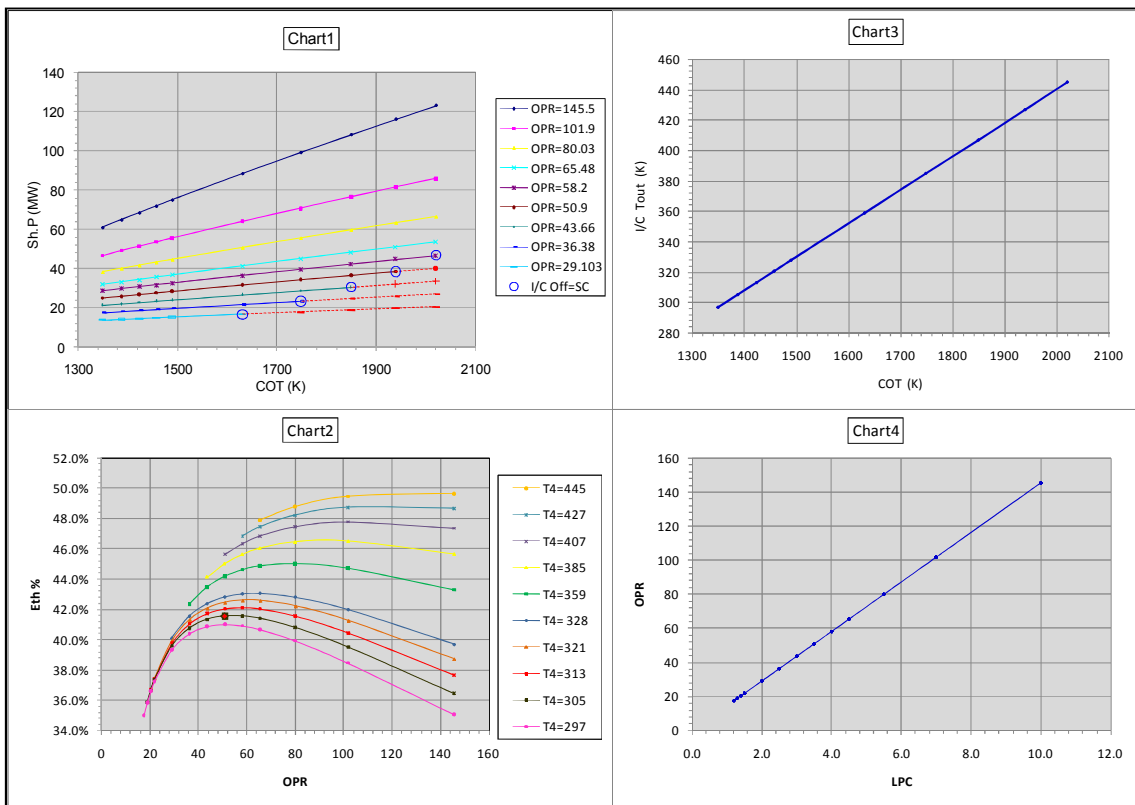 Chart1
Sh.P (MW)
140
120
100
80
60
40
20
0
1300
1500
1700
1900
2100
COT (K)
OPR=145.5
OPR=101.9
OPR=80.03
OPR=65.48
OPR=58.2
OPR=50.9
OPR=43.66
OPR=36.38
OPR=29.103
I/C Off=SC
Chart3
I/C Tout (K)
460
440
420
400
380
360
340
320
300
280
1300
1400
1500
1600
1700
1800
1900
2000
2100
COT (K)
Chart2
Eth %
52.0%
50.0%
48.0%
46.0%
44.0%
42.0%
40.0%
38.0%
36.0%
34.0%
0
20
40
60
80
100
120
140
160
OPR
T4=445
T4=427
T4=407
T4=385
T4=359
T4= 328
T4=321
T4=313
T4=305
T4=297
Chart4
OPR
160
140
120
100
80
60
40
20
0
0.0
2.0
4.0
6.0
8.0
10.0
12.0
LPC